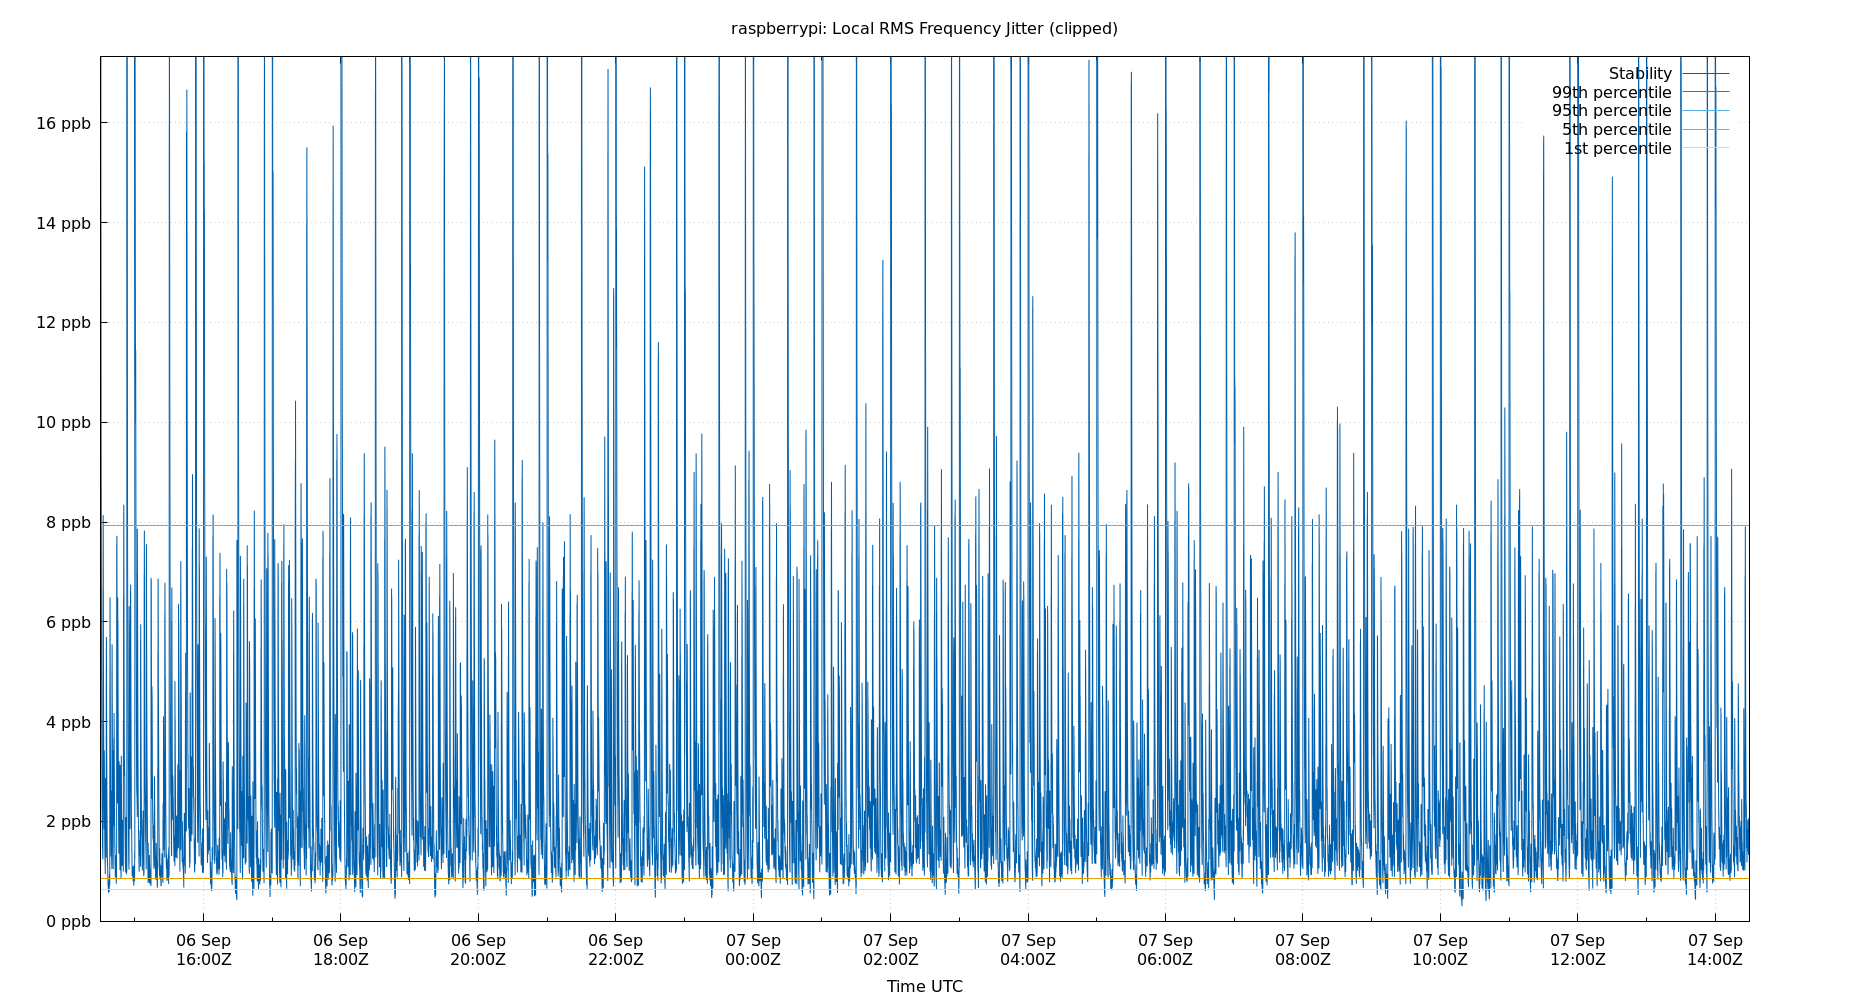 raspberrypi: Local RMS Frequency Jitter (clipped)
Stability
99th percentile
95th percentile
5th percentile
1st percentile
16 ppb
14 ppb
12 ppb
10 ppb
8 ppb
6 ppb
4 ppb
2 ppb
0 ppb
06 Sep 06 Sep 06 Sep 06 Sep 07 Sep 07 Sep 07 Sep 07 Sep 07 Sep 07 Sep 07 Sep 07 Sep
16:00Z 18:00Z 20:00Z 22:00Z 00:00Z 02:00Z 04:00Z 06:00Z 08:00Z 10:00Z 12:00Z 14:00Z
Time UTC